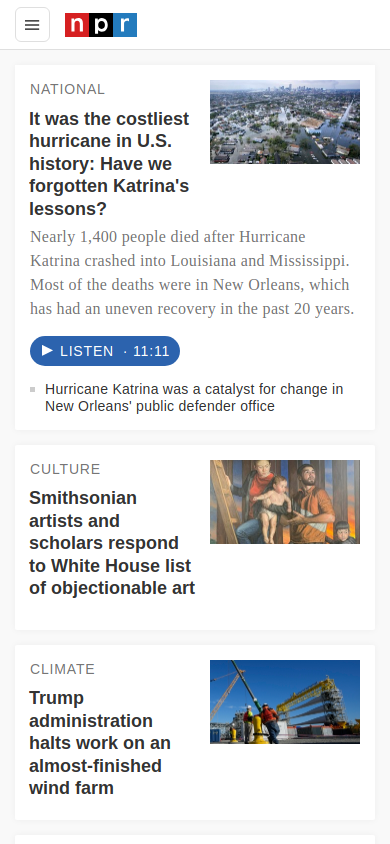 npr
NATIONAL
It was the costliest
hurricane in U.S.
history: Have we
forgotten Katrina's
lessons?
Nearly 1,400 people died after Hurricane
Katrina crashed into Louisiana and Mississippi.
Most of the deaths were in New Orleans, which
has had an uneven recovery in the past 20 years.
LISTEN · 11:11
Hurricane Katrina was a catalyst for change in
New Orleans' public defender office
CULTURE
Smithsonian
artists and
scholars respond
to White House list
of objectionable art
CLIMATE
Trump
administration
halts work on an
almost-finished
wind farm